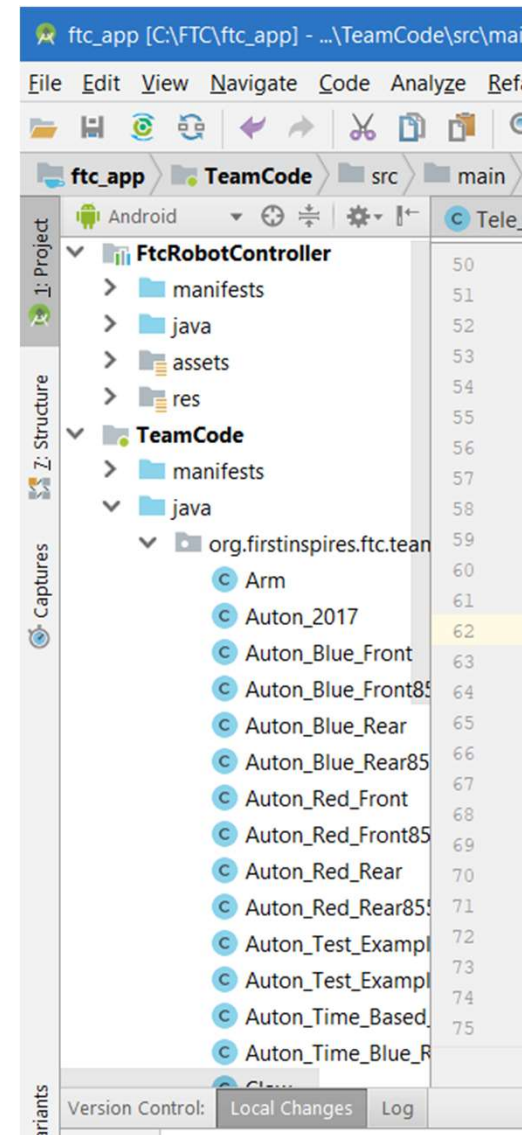 ftc_app [C:\FTC\ftc_app] - ...\TeamCode\src\mai
File Edit View Navigate Code Analyze Refa
ftc_app TeamCode src main
Android
C Tele_
1: Project
Z: Structure
Captures
FtcRobotController
manifests
java
assets
res
TeamCode
manifests
java
org.firstinspires.ftc.tean
C Arm
C Auton_2017
C Auton_Blue_Front
C Auton_Blue_Front85
C Auton_Blue_Rear
C Auton_Blue_Rear85
C Auton_Red_Front
C Auton_Red_Front85
C Auton_Red_Rear
C Auton_Red_Rear855
C Auton_Test_Exampl
C Auton_Test_Exampl
C Auton_Time_Based_
C Auton_Time_Blue_R
50
51
52
53
54
55
56
57
58
59
60
61
62
63
64
65
66
67
68
69
70
71
72
73
74
75
riants
Version Control: Local Changes Log